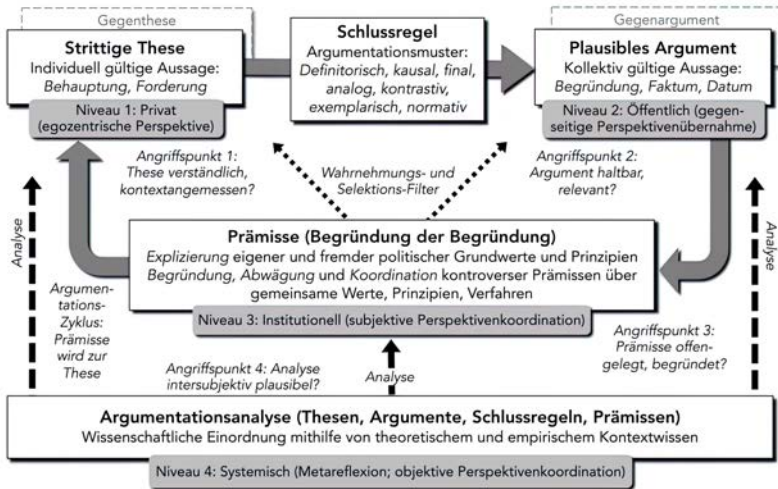 Gegenthese
Gegenargument
Strittige These
Individuell gültige Aussage:
Behauptung, Forderung
Niveau 1: Privat
(egozentrische Perspektive)
Schlussregel
Argumentationsmuster:
Definitorisch, kausal, final,
analog, kontrastiv,
exemplarisch, normativ
Plausibles Argument
Kollektiv gültige Aussage:
Begründung, Faktum, Datum
Niveau 2: Öffentlich (gegen-
seitige Perspektivenübernahme)
Angriffspunkt 1:
These verständlich,
kontextangemessen?
Wahrnehmungs- und
Selektions-Filter
Angriffspunkt 2:
Argument haltbar,
relevant?
Analyse
Analyse
Prämisse (Begründung der Begründung)
Explizierung eigener und fremder politischer Grundwerte und Prinzipien
Begründung, Abwägung und Koordination kontroverser Prämissen über
gemeinsame Werte, Prinzipien, Verfahren
Niveau 3: Institutionell (subjektive Perspektivenkoordination)
Argumen-
tations-
Zyklus:
Prämisse
wird zur
These
Angriffspunkt 4: Analyse
intersubjektiv plausibel?
Analyse
Angriffspunkt 3:
Prämisse offen-
gelegt, begründet?
Argumentationsanalyse (Thesen, Argumente, Schlussregeln, Prämissen)
Wissenschaftliche Einordnung mithilfe von theoretischem und empirischem Kontextwissen
Niveau 4: Systemisch (Metareflexion; objektive Perspektivenkoordination)